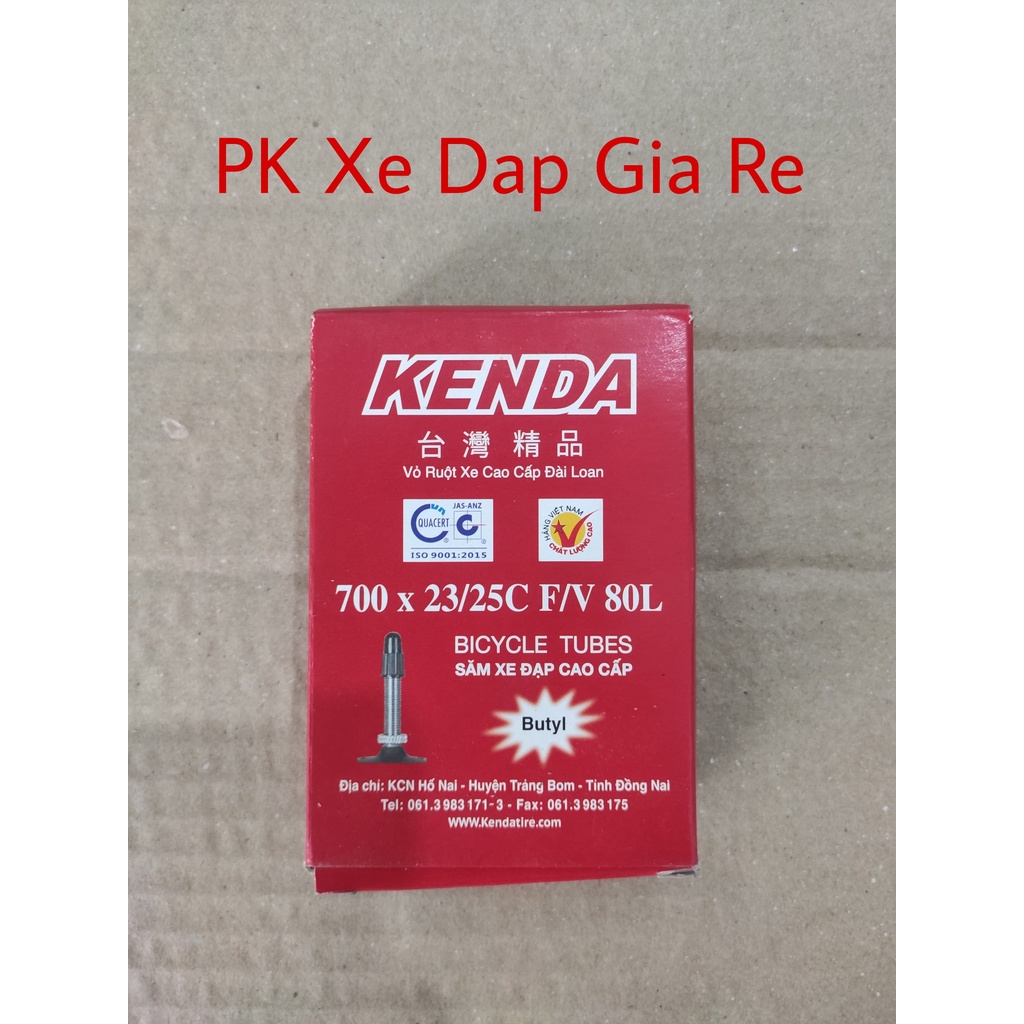 PK Xe Dap Gia Re
KENDA
台灣精品
Vỏ Ruột Xe Cao Cấp Đài Loan
QUACERT
JAS-ANZ
ISO 9001:2015
HÀNG VIỆT NAM
CHẤT LƯỢNG CAO
700 x 23/25C F/V 80L
BICYCLE TUBES
SĂM XE ĐẠP CAO CẤP
Butyl
Địa chỉ: KCN Hố Nai - Huyện Trảng Bom - Tỉnh Đồng Nai
Tel: 061.3 983 171-3 - Fax: 061.3 983 175
WWW.Kendatire.com